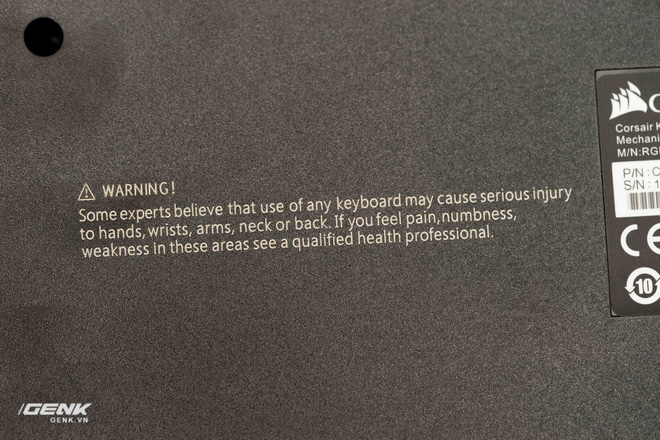 WARNING!
Some experts believe that use of any keyboard may cause serious injury
to hands, wrists, arms, neck or back. If you feel pain, numbness,
weakness in these areas see a qualified health professional.
Corsair K
Mechani
M/N:RG
P/N : C
S/N : 1
CE
10
GENK
GENK.VN